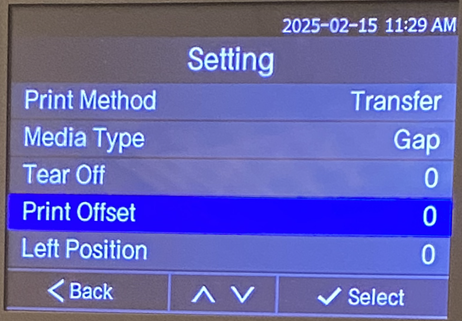 2025-02-15 11:29 AM
Setting
Print Method Transfer
Media Type Gap
Tear Off 0
Print Offset 0
Left Position 0
Back Select